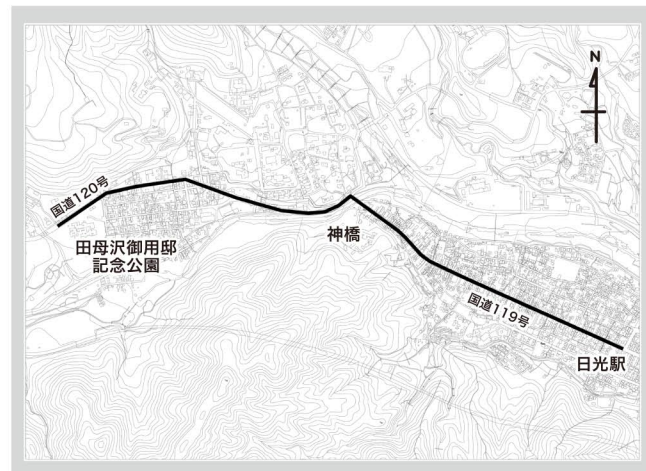 N
国道120号
田母沢御用邸
記念公園
神橋
国道119号
日光駅